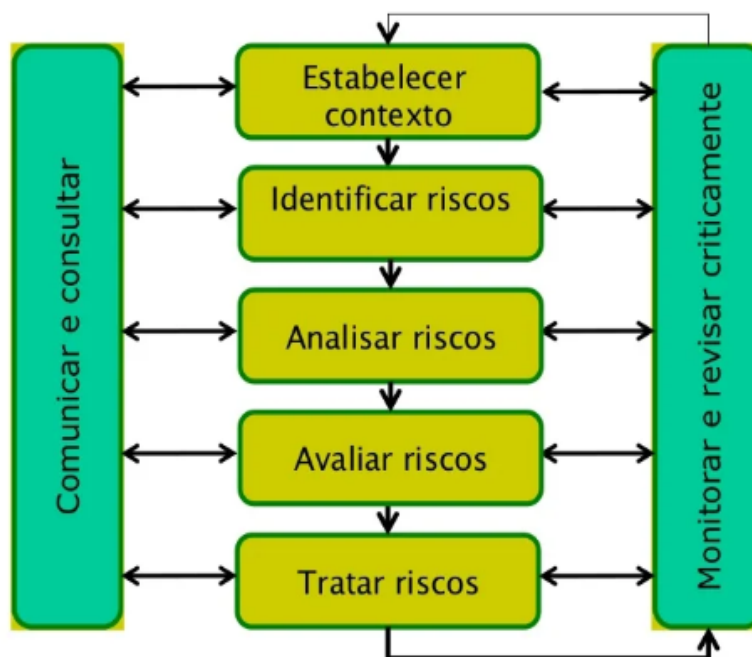 Comunicar e consultar
Estabelecer
contexto
Identificar riscos
Analisar riscos
Avaliar riscos
Tratar riscos
Monitorar e revisar criticamente